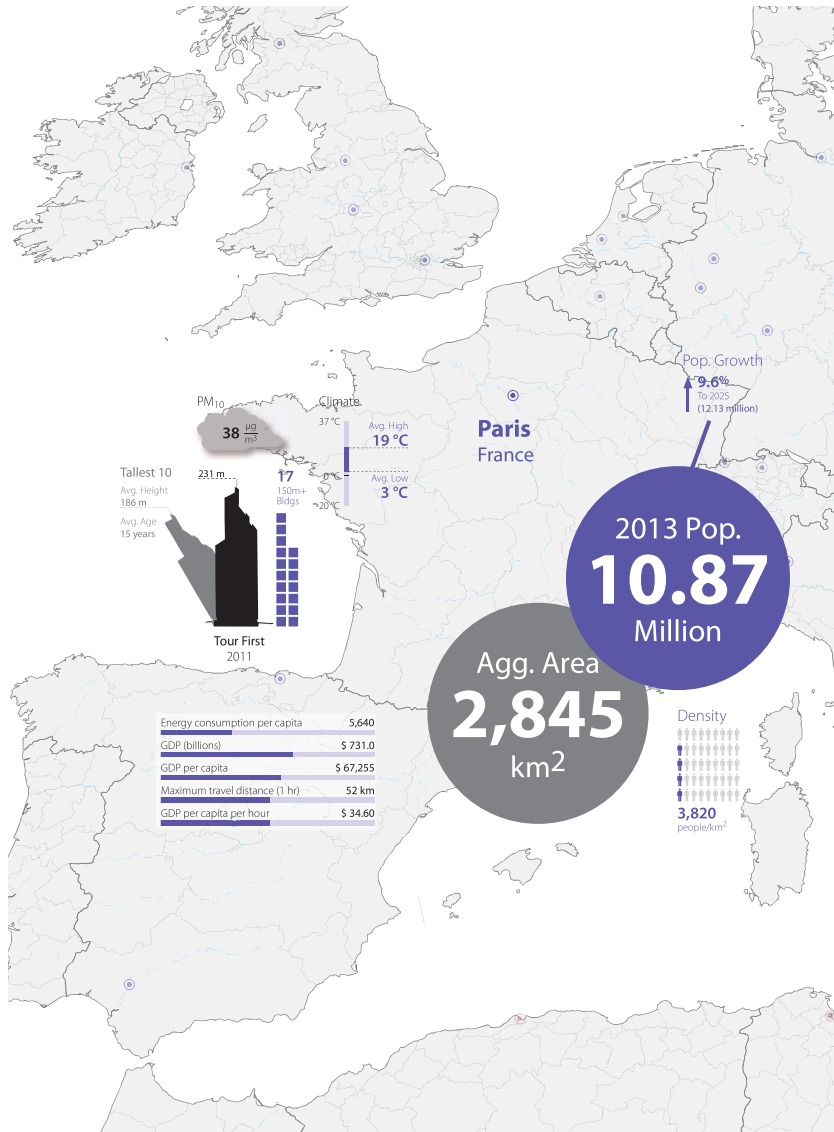 Pop. Growth
9.6%
To 2025
(12.13 million)
PM10
38 µg
m3
Climate
37 °C
Avg. High
19 °C
0 °C
Avg. Low
3 °C
-20 °C
Paris
France
Tallest 10
231 m
Avg. Height
186 m
Avg. Age
15 years
17
150m+
Bldgs
Tour First
2011
2013 Pop.
10.87
Million
Agg. Area
2,845
km2
Energy consumption per capita 5,640
GDP (billions) $ 731.0
GDP per capita $ 67,255
Maximum travel distance (1 hr) 52 km
GDP per capita per hour $ 34.60
Density
3,820
people/km2